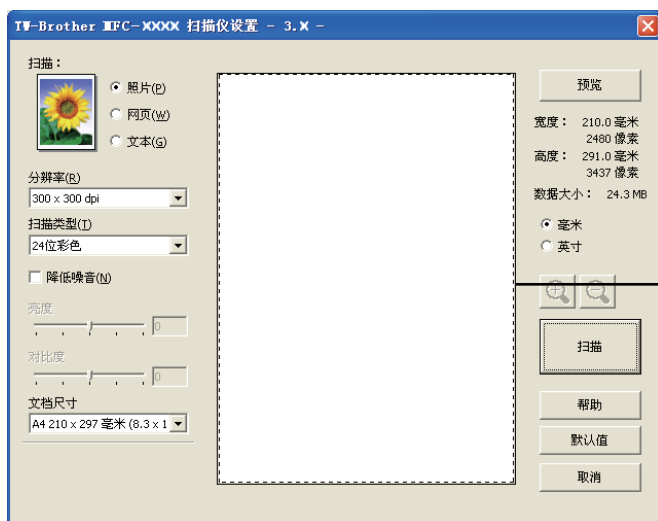 TW-Brother MFC-XXXX 扫描仪设置 - 3.X -
扫描：
照片(P)
网页(W)
文本(G)
分辨率(R)
300 x 300 dpi
扫描类型(T)
24位彩色
降低噪音(N)
亮度
0
对比度
0
文档尺寸
A4 210 x 297 毫米 (8.3 x 1
预览
宽度： 210.0 毫米
2480 像素
高度： 291.0 毫米
3437 像素
数据大小： 24.3 MB
毫米
英寸
扫描
帮助
默认值
取消